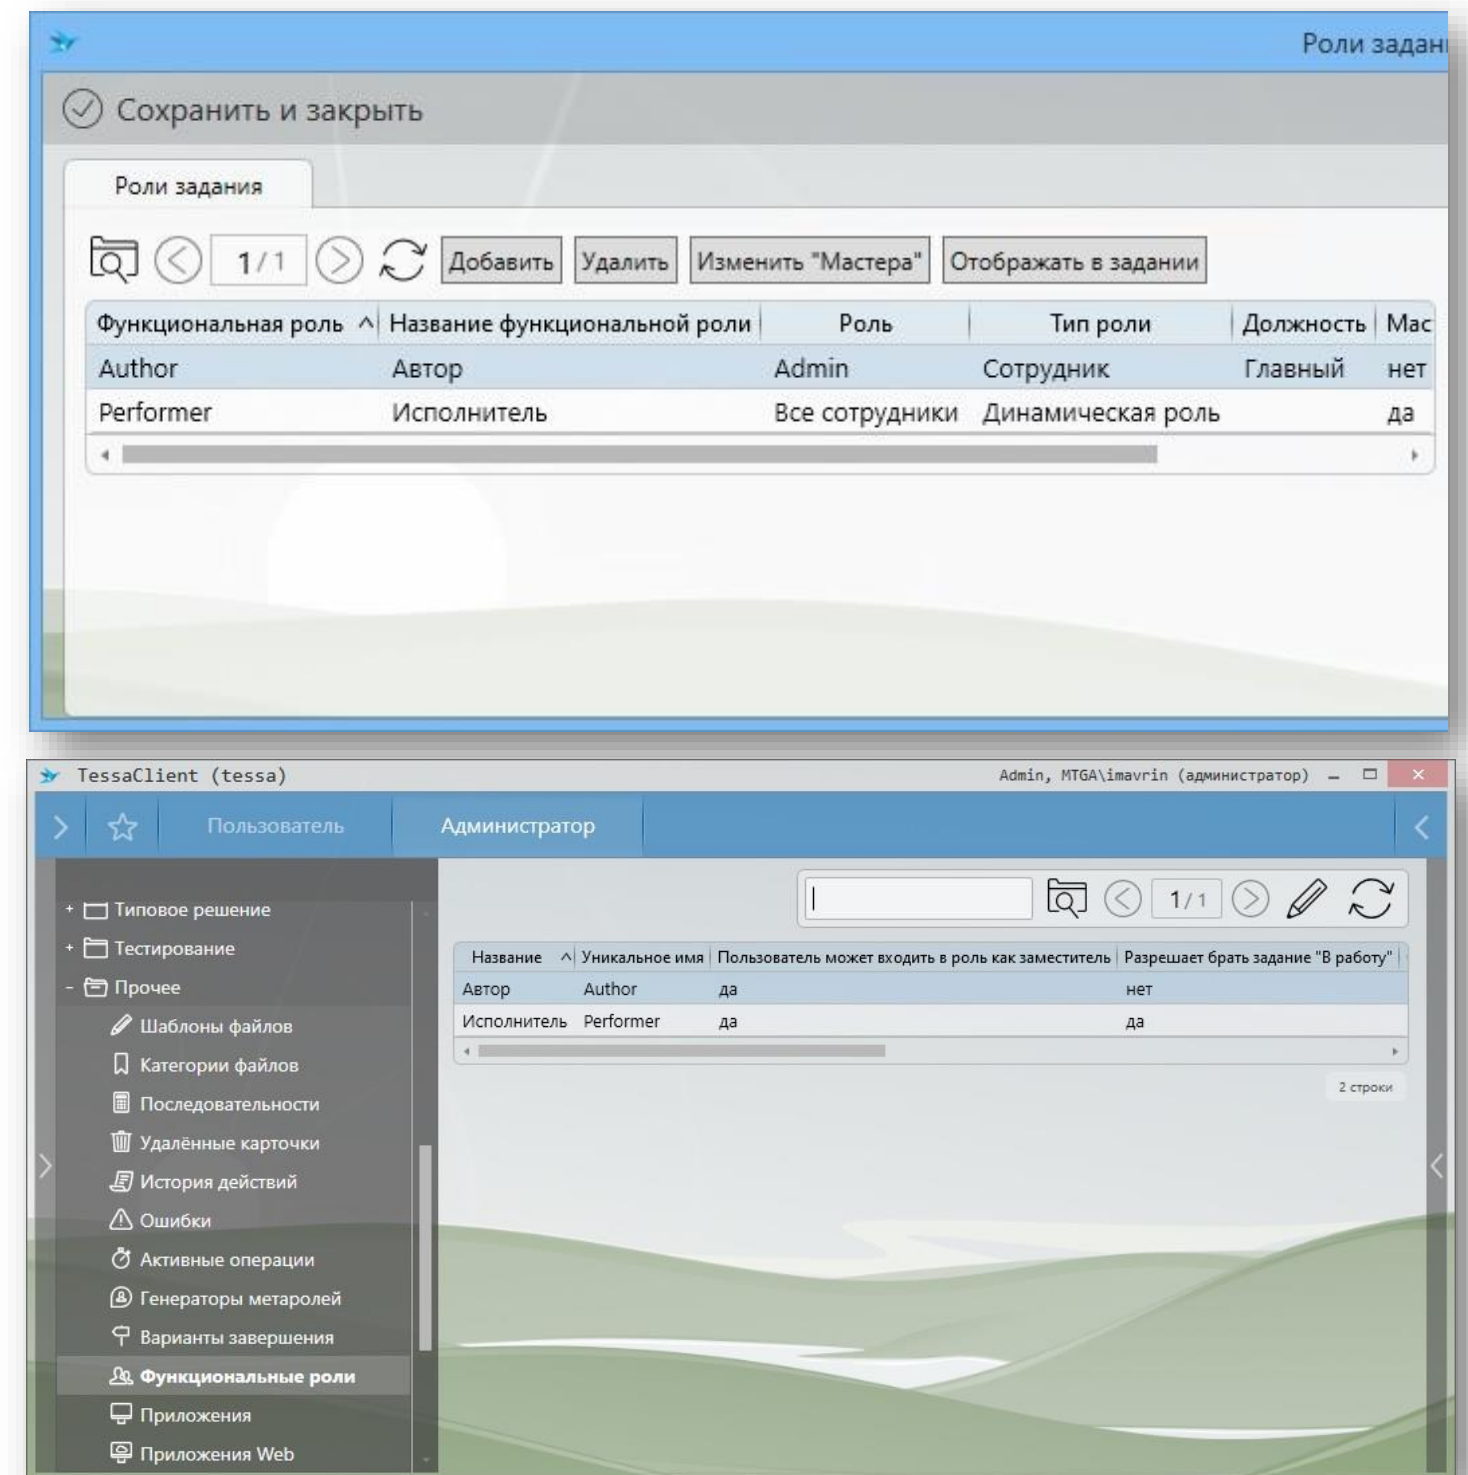 Роли задан
Сохранить и закрыть
Роли задания
1/1 Добавить Удалить Изменить "Мастера" Отображать в задании
Функциональная роль Название функциональной роли Роль Тип роли Должность Мас
Author Автор Admin Сотрудник Главный нет
Performer Исполнитель Все сотрудники Динамическая роль да
TessaClient (tessa) Admin, MTGA\imavrin (администратор)
Пользователь Администратор
1/1
Типовое решение
Тестирование
Прочее
Шаблоны файлов
Категории файлов
Последовательности
Удалённые карточки
История действий
Ошибки
Активные операции
Генераторы метаролей
Варианты завершения
Функциональные роли
Приложения
Приложения Web
Название Уникальное имя Пользователь может входить в роль как заместитель Разрешает брать задание "В работу"
Автор Author да нет
Исполнитель Performer да да
2 строки